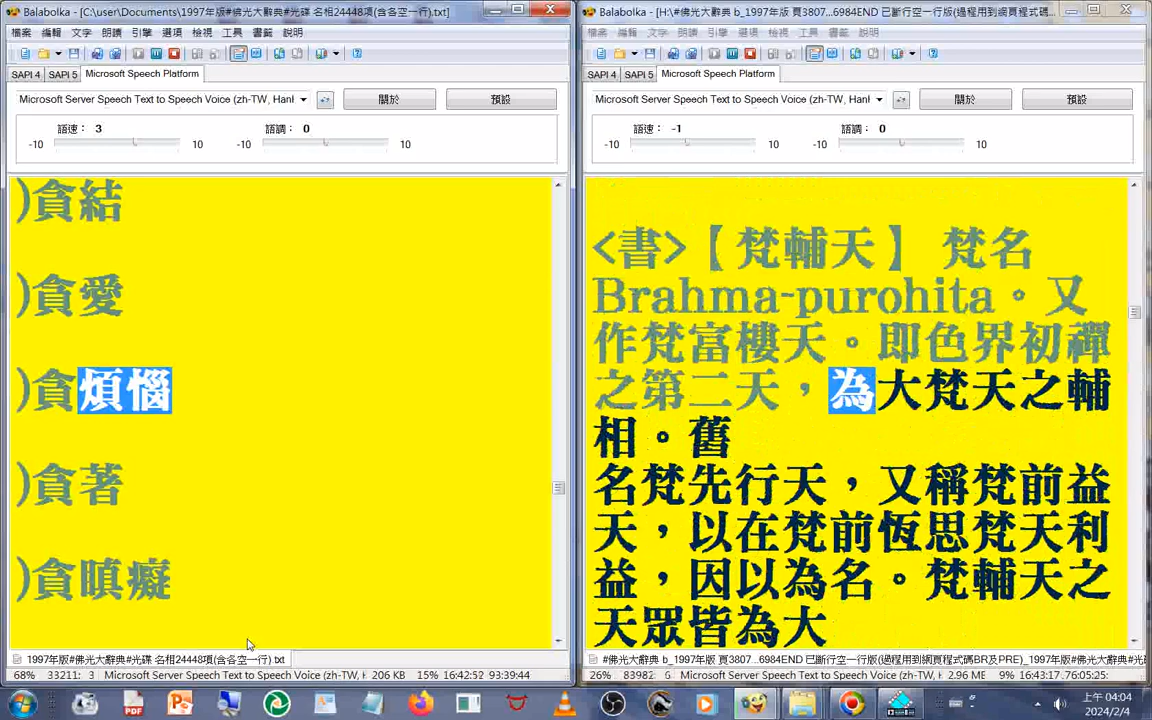 Balabolka - [C:\user\Documents\1997年版#佛光大辭典#光碟 名相24448項(含各空一行).txt]
檔案 編輯 文字 朗讀 引擎 選項 檢視 工具 書籤 說明
SAPI 4 SAPI 5 Microsoft Speech Platform
Microsoft Server Speech Text to Speech Voice (zh-TW, HanH 關於 預設
語速： 3 語調： 0
-10 10 -10 10
)貪結
)貪愛
)貪煩惱
)貪著
)貪瞋癡
1997年版#佛光大辭典#光碟 名相24448項(含各空一行).txt
68% 33211: 3 Microsoft Server Speech Text to Speech Voice (zh-TW, 206 KB 15% 16:42:52 93:39:44
Balabolka - [H:\#佛光大辭典 b_1997年版 頁3807...6984END 已斷行空一行版(過程用到網頁程式碼...
檔案 編輯 文字 朗讀 引擎 選項 檢視 工具 書籤 說明
SAPI 4 SAPI 5 Microsoft Speech Platform
Microsoft Server Speech Text to Speech Voice (zh-TW, HanH 關於 預設
語速： -1 語調： 0
-10 10 -10 10
<書>【梵輔天】 梵名
Brahma-purohita。又
作梵富樓天。即色界初禪
之第二天，為大梵天之輔
相。舊
名梵先行天，又稱梵前益
天，以在梵前恆思梵天利
益，因以為名。梵輔天之
天眾皆為大
#佛光大辭典 b_1997年版 頁3807...6984END 已斷行空一行版(過程用到網頁程式碼BR及PRE)_1997年版#佛光
26% 83982: 6 Microsoft Server Speech Text to Speech Voice (zh-TW, 2.96 ME 9% 16:43:17 76:05:25:
PDF
上午 04:04
2024/2/4